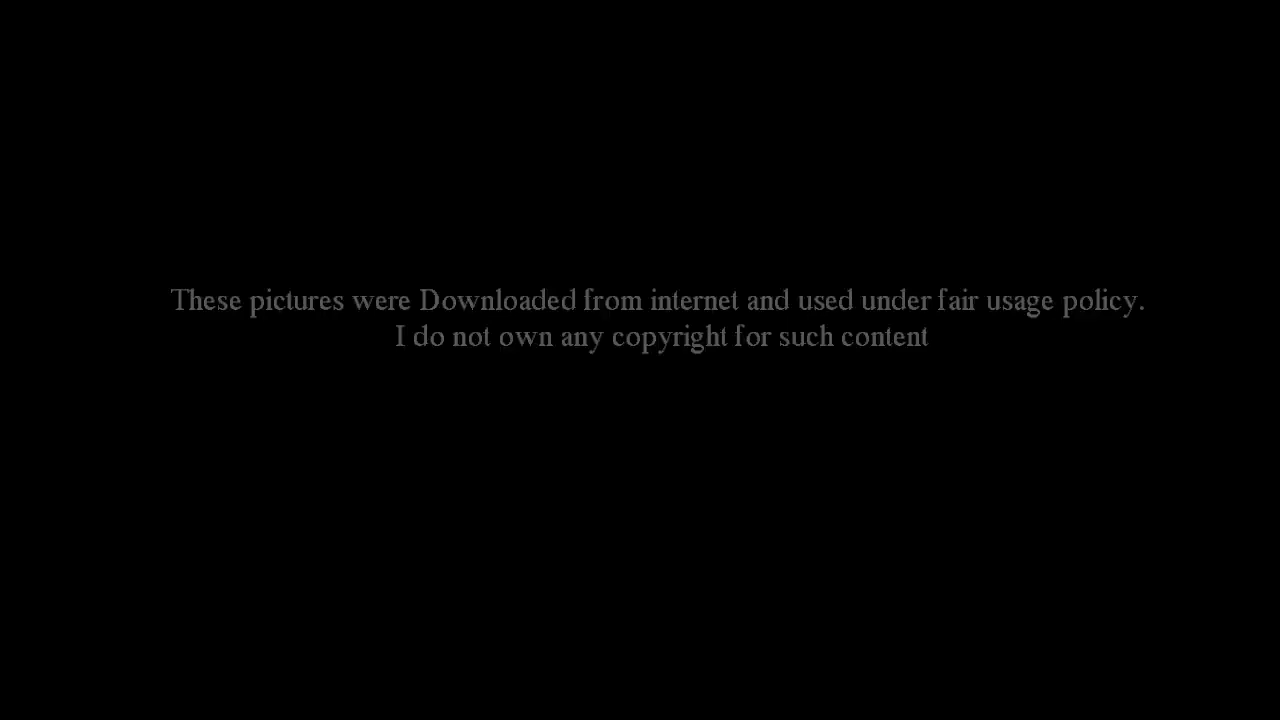 These pictures were Downloaded from internet and used under fair usage policy.
I do not own any copyright for such content